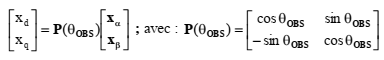 [x_d; x_q] = P(θ_OBS) [x_α; x_β] ; avec : P(θ_OBS) = [cos θ_OBS  sin θ_OBS; −sin θ_OBS  cos θ_OBS]